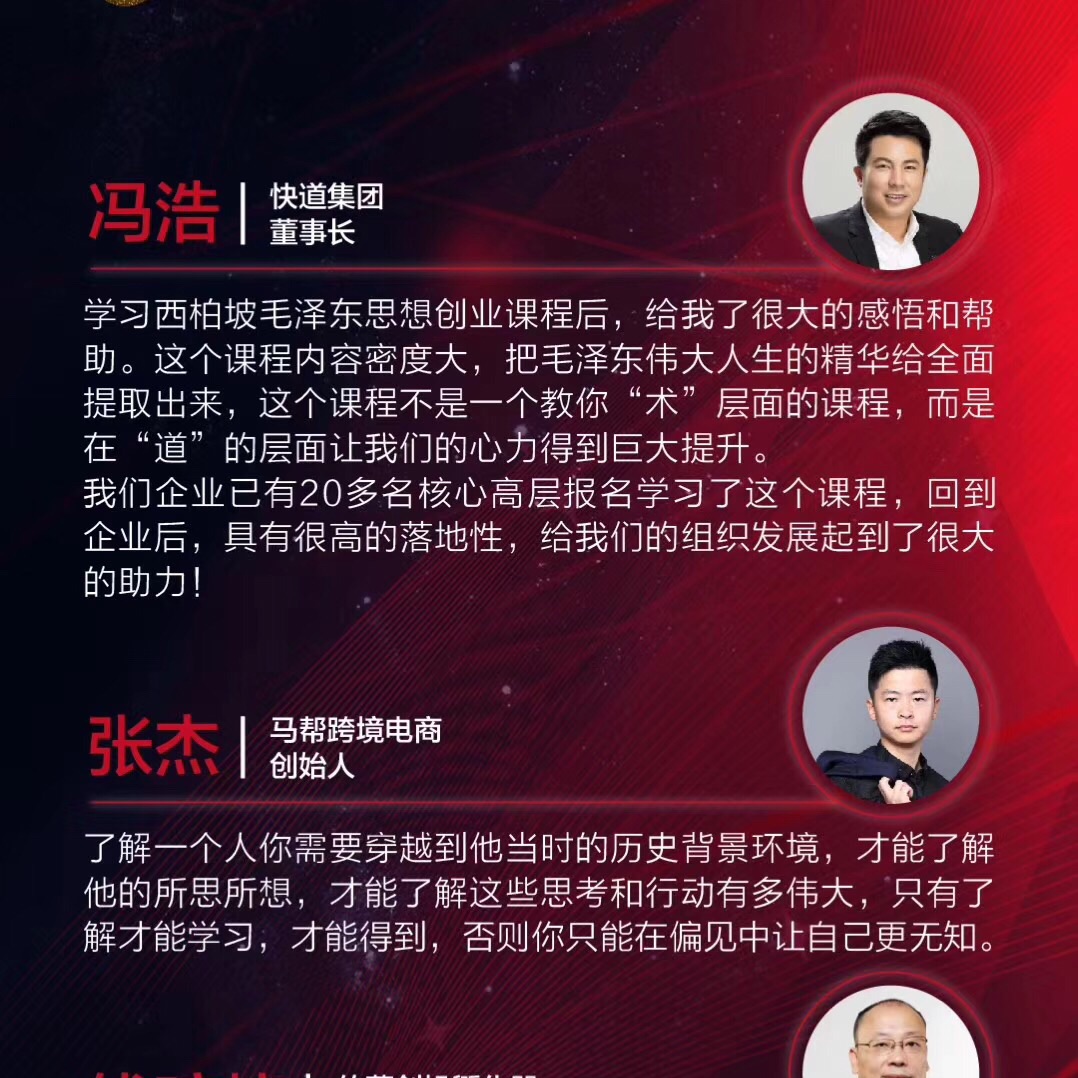 冯浩
快道集团
董事长
学习西柏坡毛泽东思想创业课程后，给我了很大的感悟和帮
助。这个课程内容密度大，把毛泽东伟大人生的精华给全面
提取出来，这个课程不是一个教你“术”层面的课程，而是
在“道”的层面让我们的心力得到巨大提升。
我们企业已有20多名核心高层报名学习了这个课程，回到
企业后，具有很高的落地性，给我们的组织发展起到了很大
的助力！
张杰
马帮跨境电商
创始人
了解一个人你需要穿越到他当时的历史背景环境，才能了解
他的所思所想，才能了解这些思考和行动有多伟大，只有了
解才能学习，才能得到，否则你只能在偏见中让自己更无知。